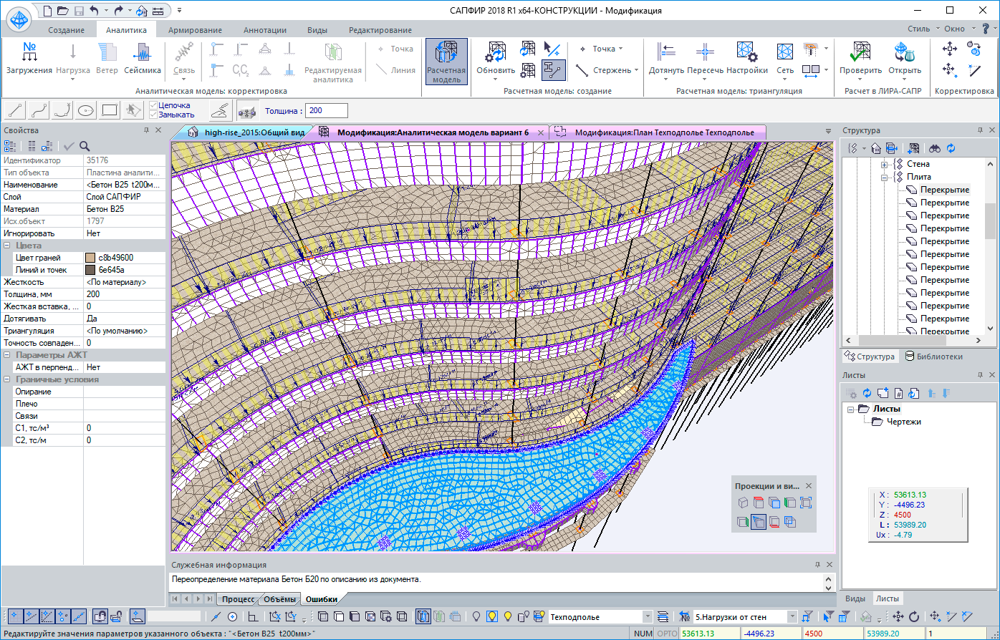 САПФИР 2018 R1 x64-КОНСТРУКЦИИ - Модификация
Создание Аналитика Армирование Аннотации Виды Редактирование Стиль Окно
Загружения Нагрузка Ветер Сейсмика Связь Редактируемая аналитика Точка Линия
Аналитическая модель: корректировка
Расчетная модель Обновить Точка Стержень
Расчетная модель: создание
Дотянуть Пересечь Настройки Сеть
Расчетная модель: триангуляция
Проверить Открыть
Расчет в ЛИРА-САПР
Корректировка
Цепочка
Замыкать
Толщина : 200
Свойства
Идентификатор 35176
Тип объекта Пластина аналити...
Наименование <Бетон B25 t200м...
Слой Слой САПФИР
Материал Бетон B25
Исх.объект 1797
Игнорировать Нет
Цвета
Цвет граней c8b49600
Линий и точек 6e645a
Жесткость <По материалу>
Толщина, мм 200
Жесткая вставка, ... 0
Дотягивать Да
Триангуляция <По умолчанию>
Точность совпаден... 0
Параметры АЖТ
АЖТ в перпенд... Нет
Граничные условия
Опирание
Плечо
Связи
C1, тс/м³ 0
C2, тс/м 0
high-rise_2015:Общий вид
Модификация:Аналитическая модель вариант 6
Модификация:План Техподполье Техподполье
Проекции и ви...
Служебная информация
Переопределение материала Бетон Б20 по описанию из документа.
Процесс Объёмы Ошибки
Структура
Стена
Плита
Перекрытие
Перекрытие
Перекрытие
Перекрытие
Перекрытие
Перекрытие
Перекрытие
Перекрытие
Перекрытие
Перекрытие
Перекрытие
Перекрытие
Структура Библиотеки
Листы
Листы
Чертежи
X : 53613.13
Y : -4496.23
Z : 4500
L : 53989.20
Ux : -4.79
Виды Листы
Техподполье
5.Нагрузки от стен
Редактируйте значения параметров указанного объекта : "<Бетон B25 t200мм>"
NUM ОРТО 53613.13 -4496.23 4500 53989.20 1